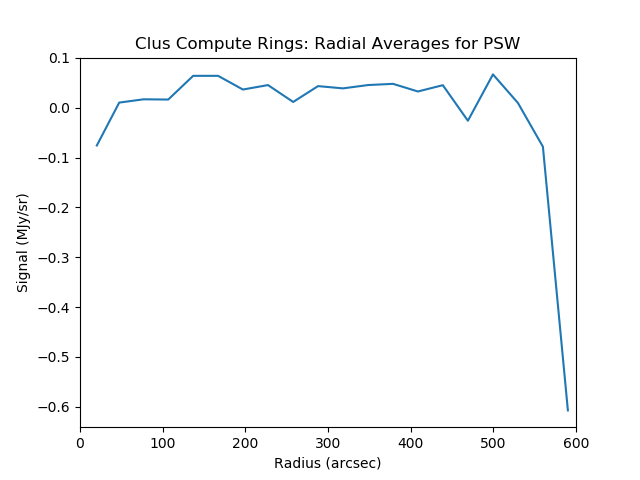 Clus Compute Rings: Radial Averages for PSW
0.1
0.0
−0.1
−0.2
−0.3
−0.4
−0.5
−0.6
Signal (MJy/sr)
0 100 200 300 400 500 600
Radius (arcsec)